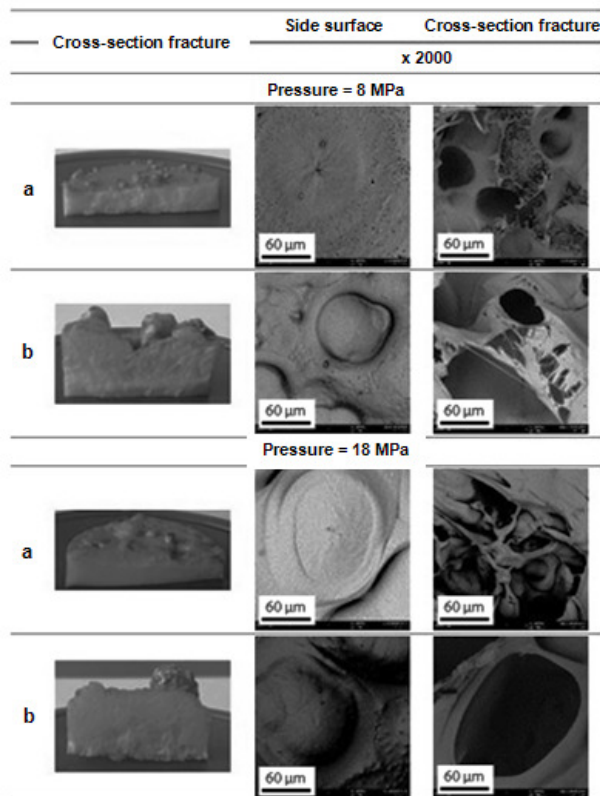 Cross-section fracture Side surface Cross-section fracture
x 2000
Pressure = 8 MPa
a 60 µm 60 µm
b 60 µm 60 µm
Pressure = 18 MPa
a 60 µm 60 µm
b 60 µm 60 µm